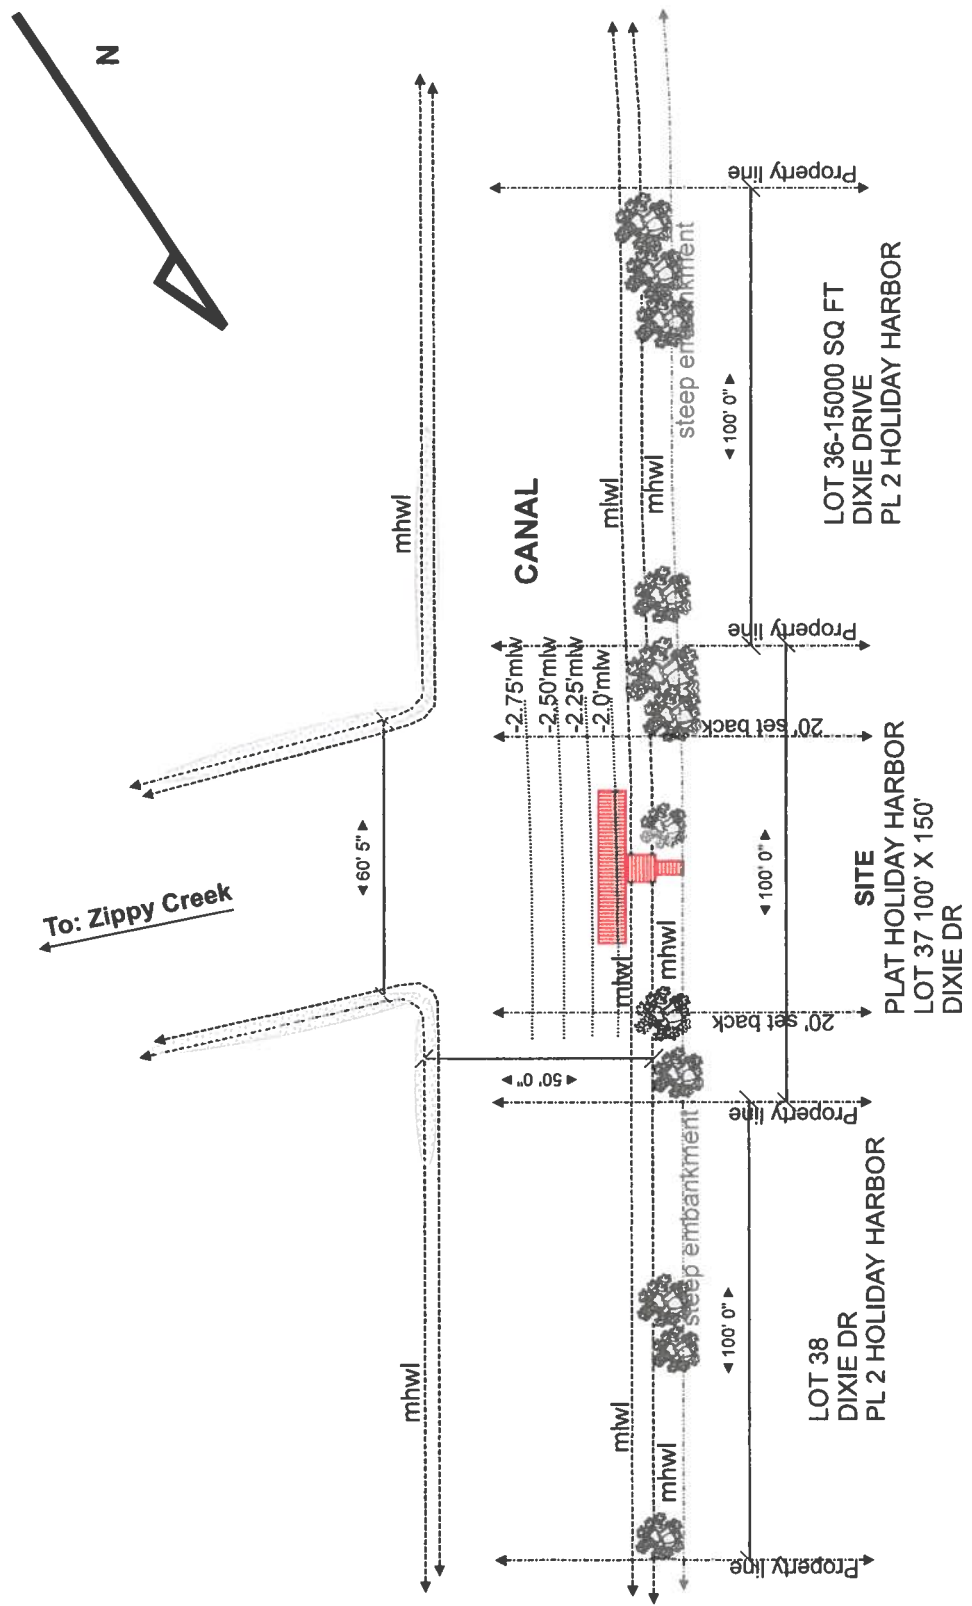 N
mhwl
mhwl
To: Zippy Creek
60' 5"
50' 0"
CANAL
-2.75'mlw
-2.50'mlw
-2.25'mlw
-2.0'mlw
mlwl
mhwl
mlwl
mhwl
mlwl
mhwl
steep embankment
steep embankment
20' set back
20' set back
Property line
Property line
Property line
Property line
100' 0"
100' 0"
100' 0"
LOT 38
DIXIE DR
PL 2 HOLIDAY HARBOR
SITE
PLAT HOLIDAY HARBOR
LOT 37 100' X 150'
DIXIE DR
LOT 36-15000 SQ FT
DIXIE DRIVE
PL 2 HOLIDAY HARBOR